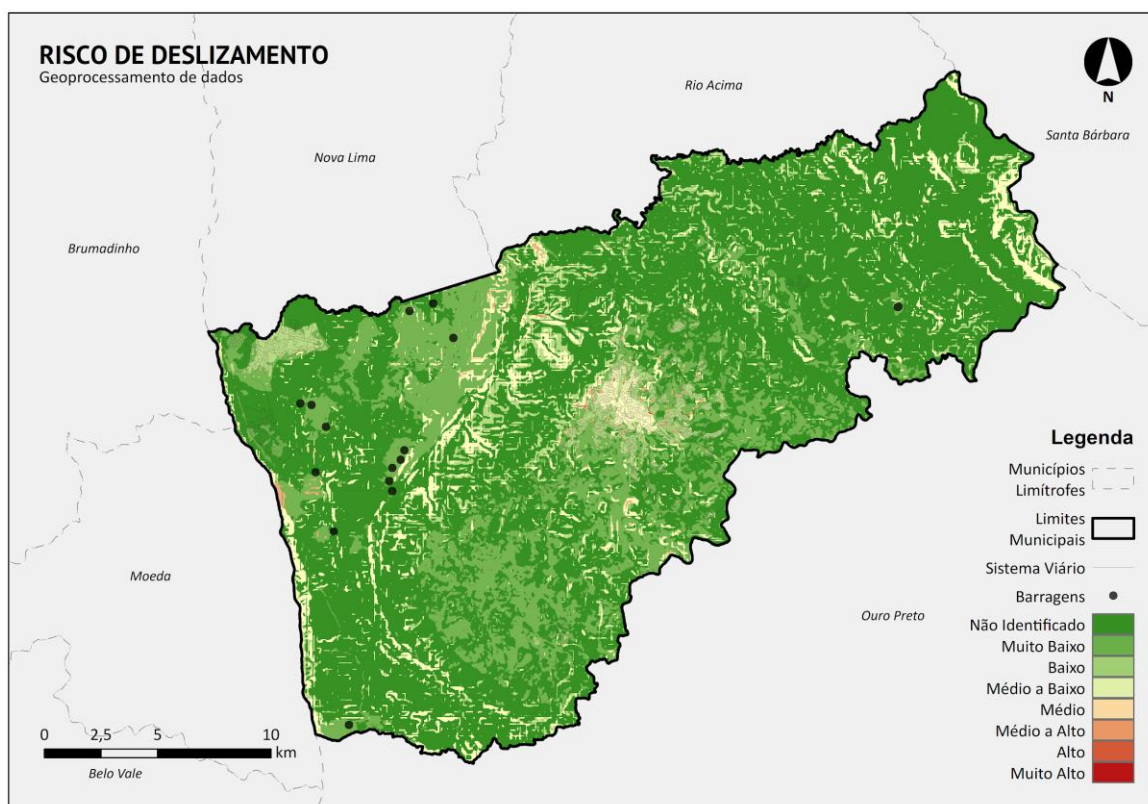 RISCO DE DESLIZAMENTO
Geoprocessamento de dados
N
Rio Acima
Santa Bárbara
Nova Lima
Brumadinho
Moeda
Ouro Preto
Belo Vale
0 2,5 5 10
km
Legenda
Municípios
Limítrofes
Limites
Municipais
Sistema Viário
Barragens
Não Identificado
Muito Baixo
Baixo
Médio a Baixo
Médio
Médio a Alto
Alto
Muito Alto